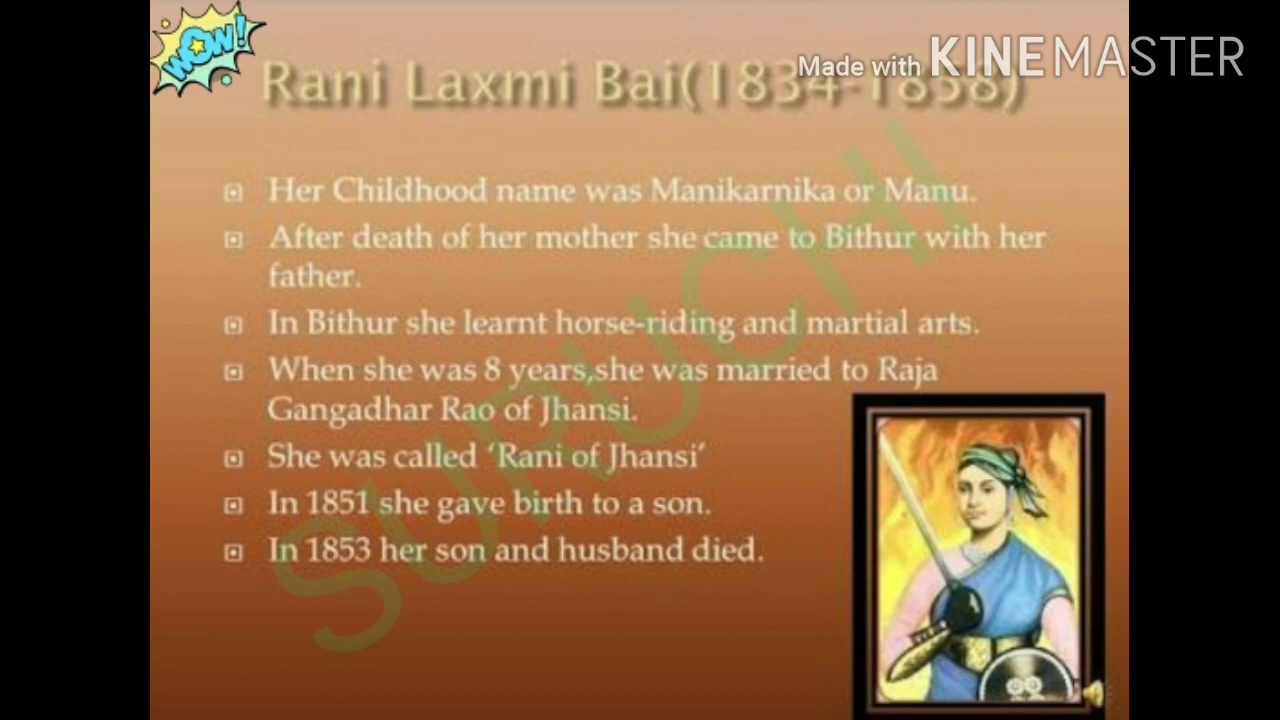 WOW!
Made with KINEMASTER
Rani Laxmi Bai(1834-1858)
Her Childhood name was Manikarnika or Manu.
After death of her mother she came to Bithur with her
father.
In Bithur she learnt horse-riding and martial arts.
When she was 8 years,she was married to Raja
Gangadhar Rao of Jhansi.
She was called ‘Rani of Jhansi’
In 1851 she gave birth to a son.
In 1853 her son and husband died.
SURUCHI